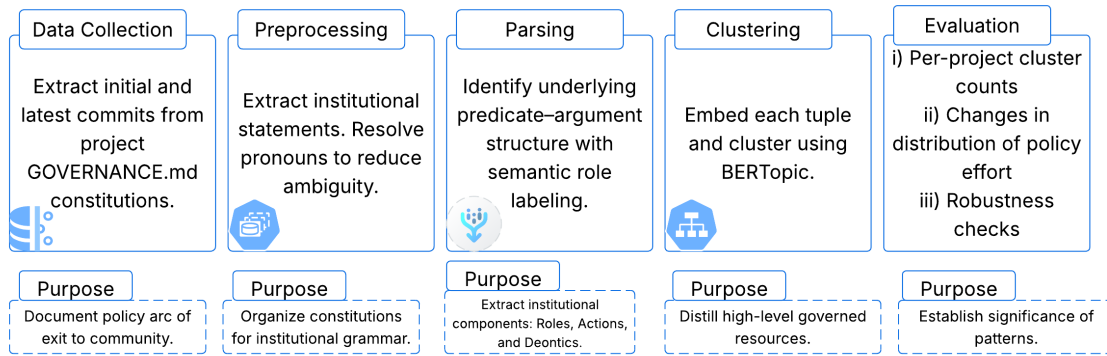 Data Collection
Extract initial and
latest commits from
project
GOVERNANCE.md
constitutions.
Preprocessing
Extract institutional
statements. Resolve
pronouns to reduce
ambiguity.
Parsing
Identify underlying
predicate–argument
structure with
semantic role
labeling.
Clustering
Embed each tuple
and cluster using
BERTopic.
Evaluation
i) Per-project cluster
counts
ii) Changes in
distribution of policy
effort
iii) Robustness
checks
Purpose
Document policy arc of
exit to community.
Purpose
Organize constitutions
for institutional grammar.
Purpose
Extract institutional
components: Roles, Actions,
and Deontics.
Purpose
Distill high-level governed
resources.
Purpose
Establish significance of
patterns.